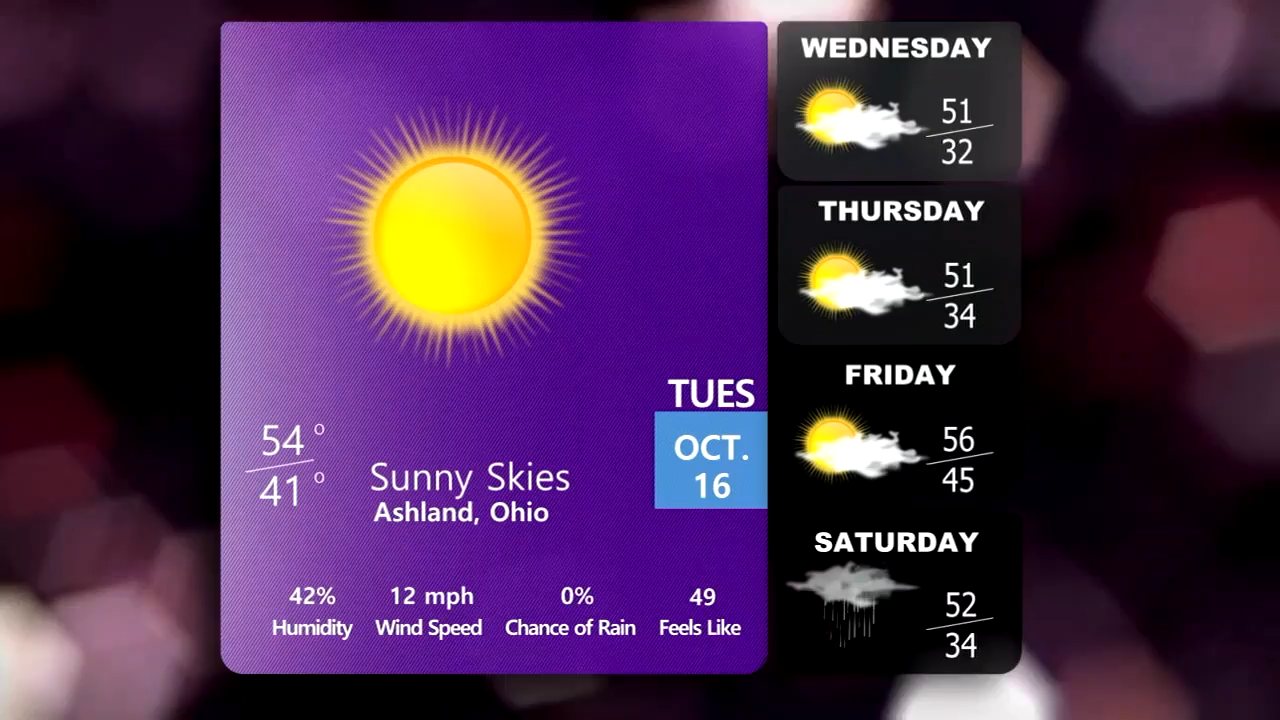 TUES
OCT.
16
54°
41°
Sunny Skies
Ashland, Ohio
42%
Humidity
12 mph
Wind Speed
0%
Chance of Rain
49
Feels Like
WEDNESDAY
51
32
THURSDAY
51
34
FRIDAY
56
45
SATURDAY
52
34